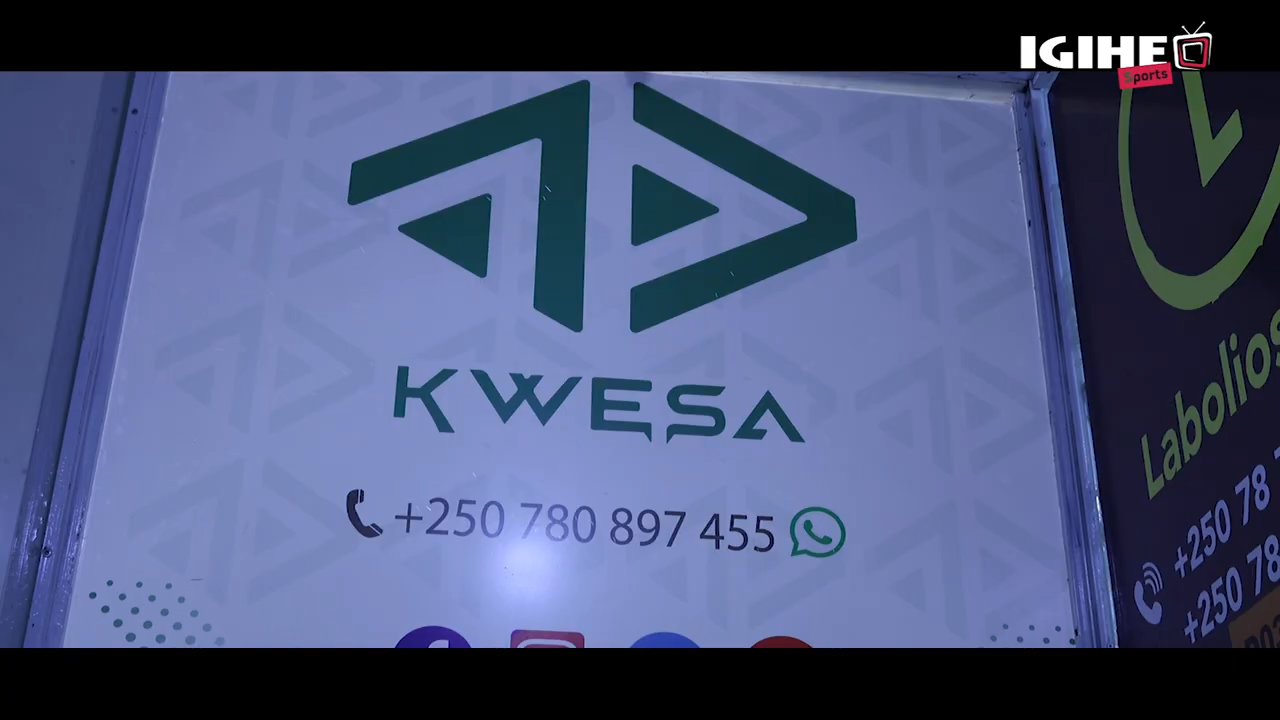 IGIHE
Sports
KWESA
+250 780 897 455
Labolios
+250 78
+250 78